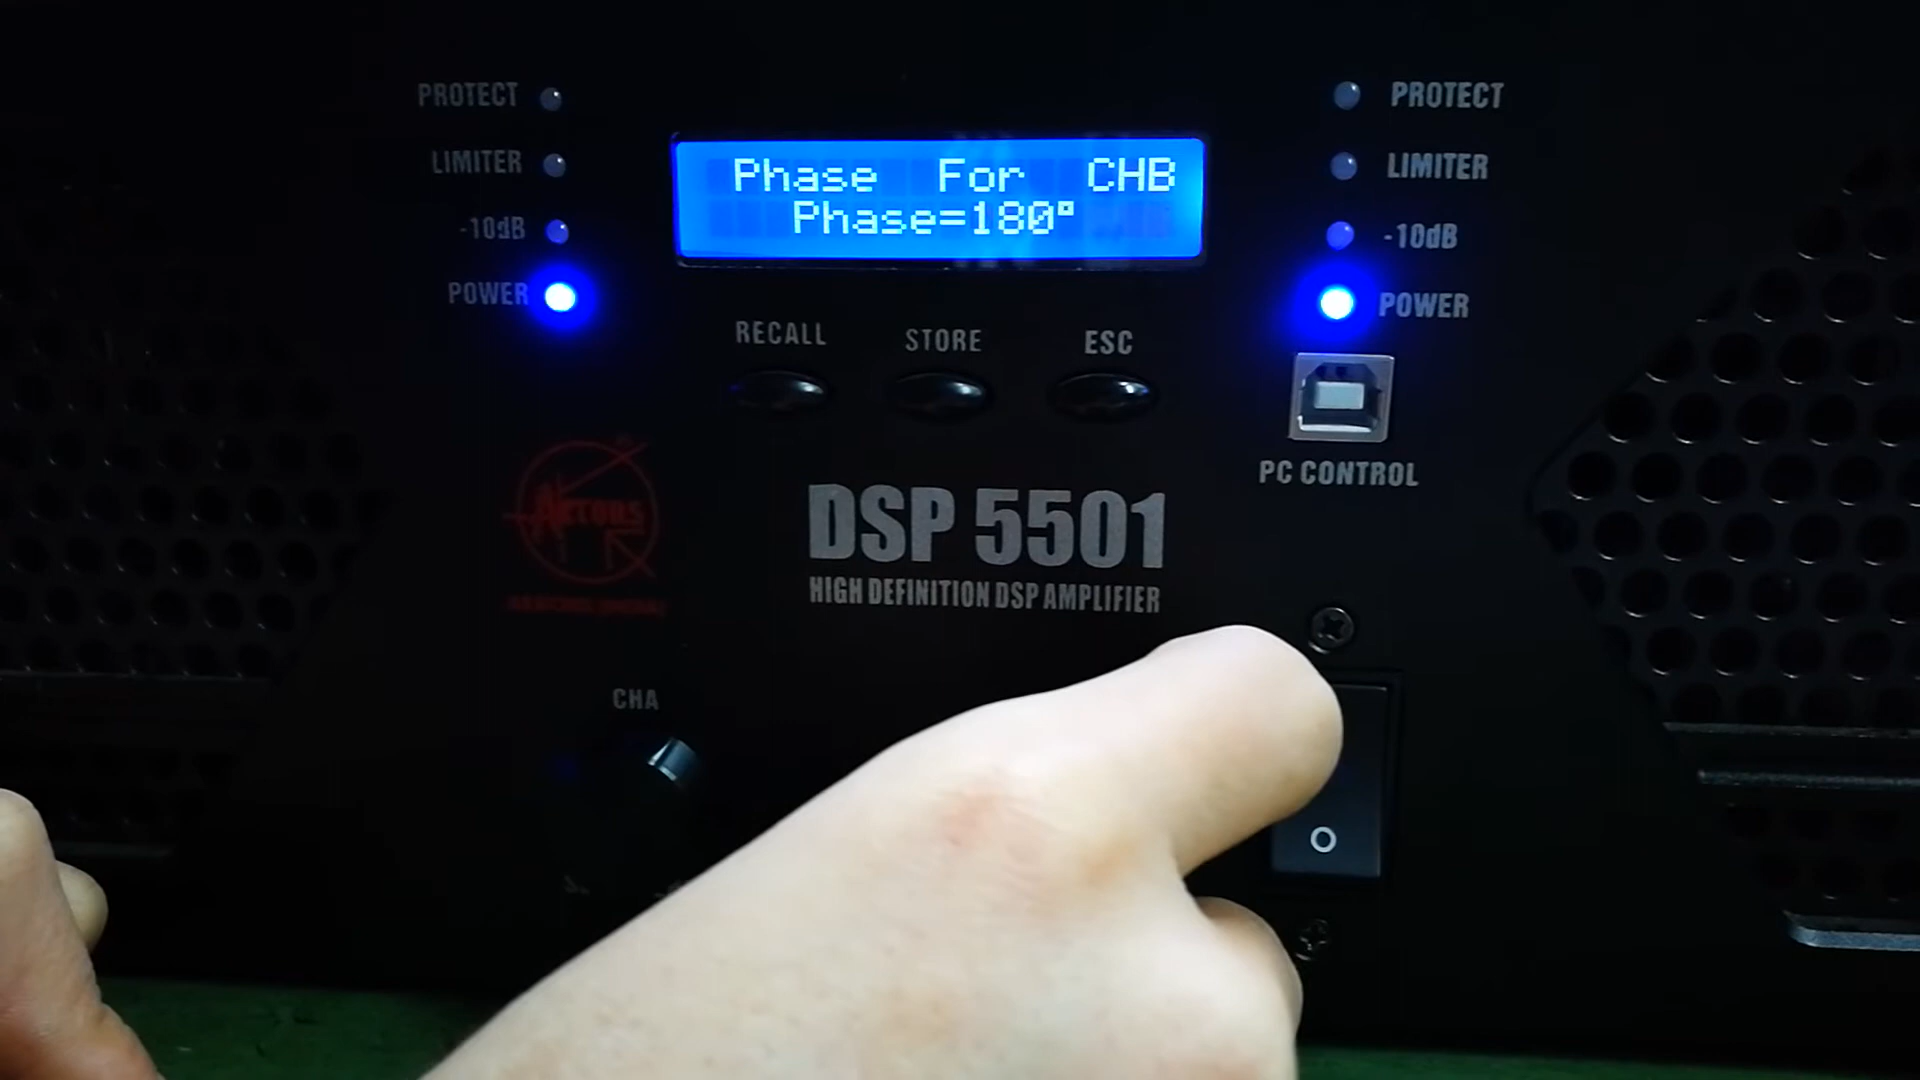 PROTECT
LIMITER
-10dB
POWER
Phase For CHB
Phase=180°
PROTECT
LIMITER
-10dB
POWER
RECALL
STORE
ESC
PC CONTROL
DSP 5501
HIGH DEFINITION DSP AMPLIFIER
CHA
O